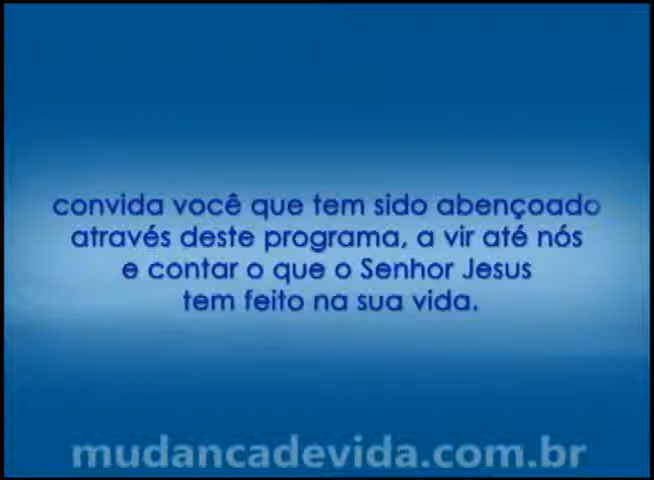 convida você que tem sido abençoado
através deste programa, a vir até nós
e contar o que o Senhor Jesus
tem feito na sua vida.
mudancadevida.com.br